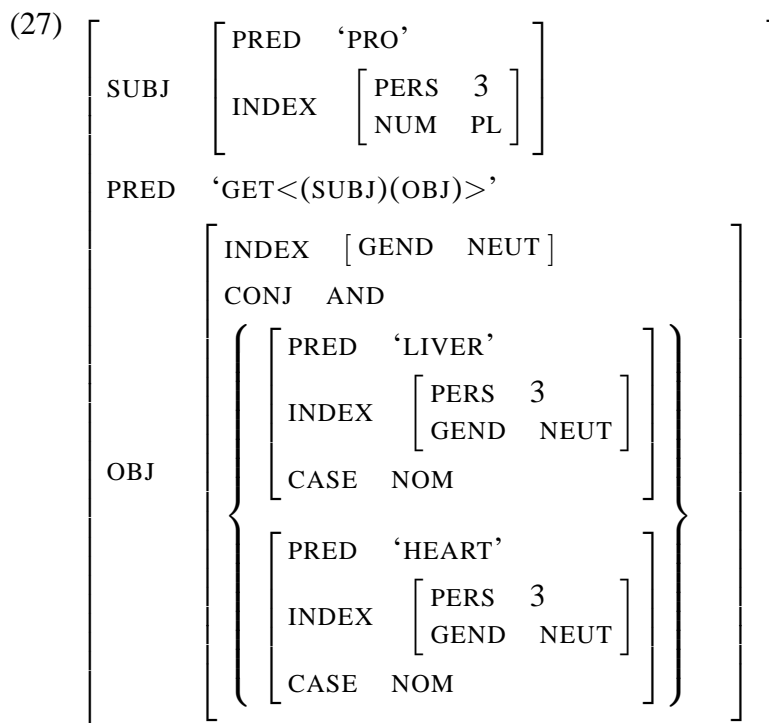 (27)
PRED ‘PRO’
SUBJ
INDEX PERS 3
NUM PL
PRED ‘GET<(SUBJ)(OBJ)>’
INDEX [GEND NEUT]
CONJ AND
PRED ‘LIVER’
INDEX PERS 3
GEND NEUT
CASE NOM
OBJ
PRED ‘HEART’
INDEX PERS 3
GEND NEUT
CASE NOM